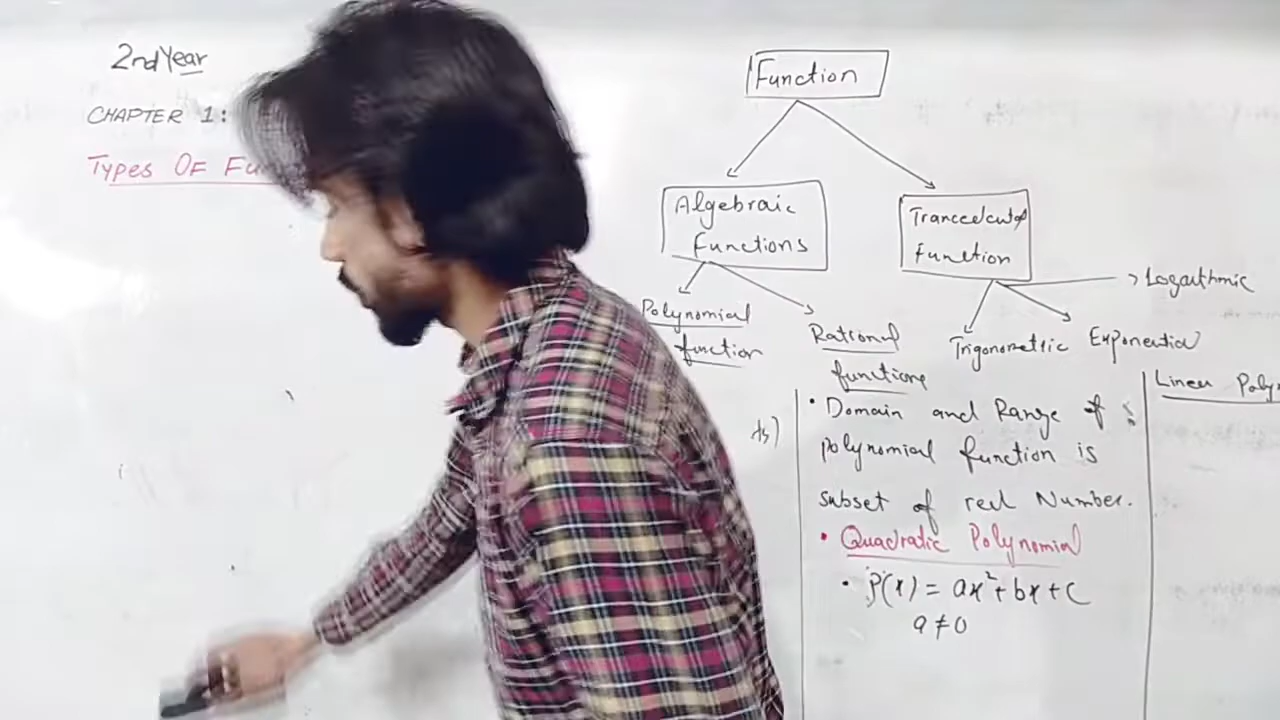 2nd Year
CHAPTER 1:
Types Of Fu
Function
Algebraic
Functions
Function
Polynomial
function
Rational
functions
Trigonometric
Exponential
Logarithmic
• Domain and Range of
polynomial function is
subset of real Number.
• Quadratic Polynomial
• P(x) = ax²+bx+c
a≠0
Linear Poly